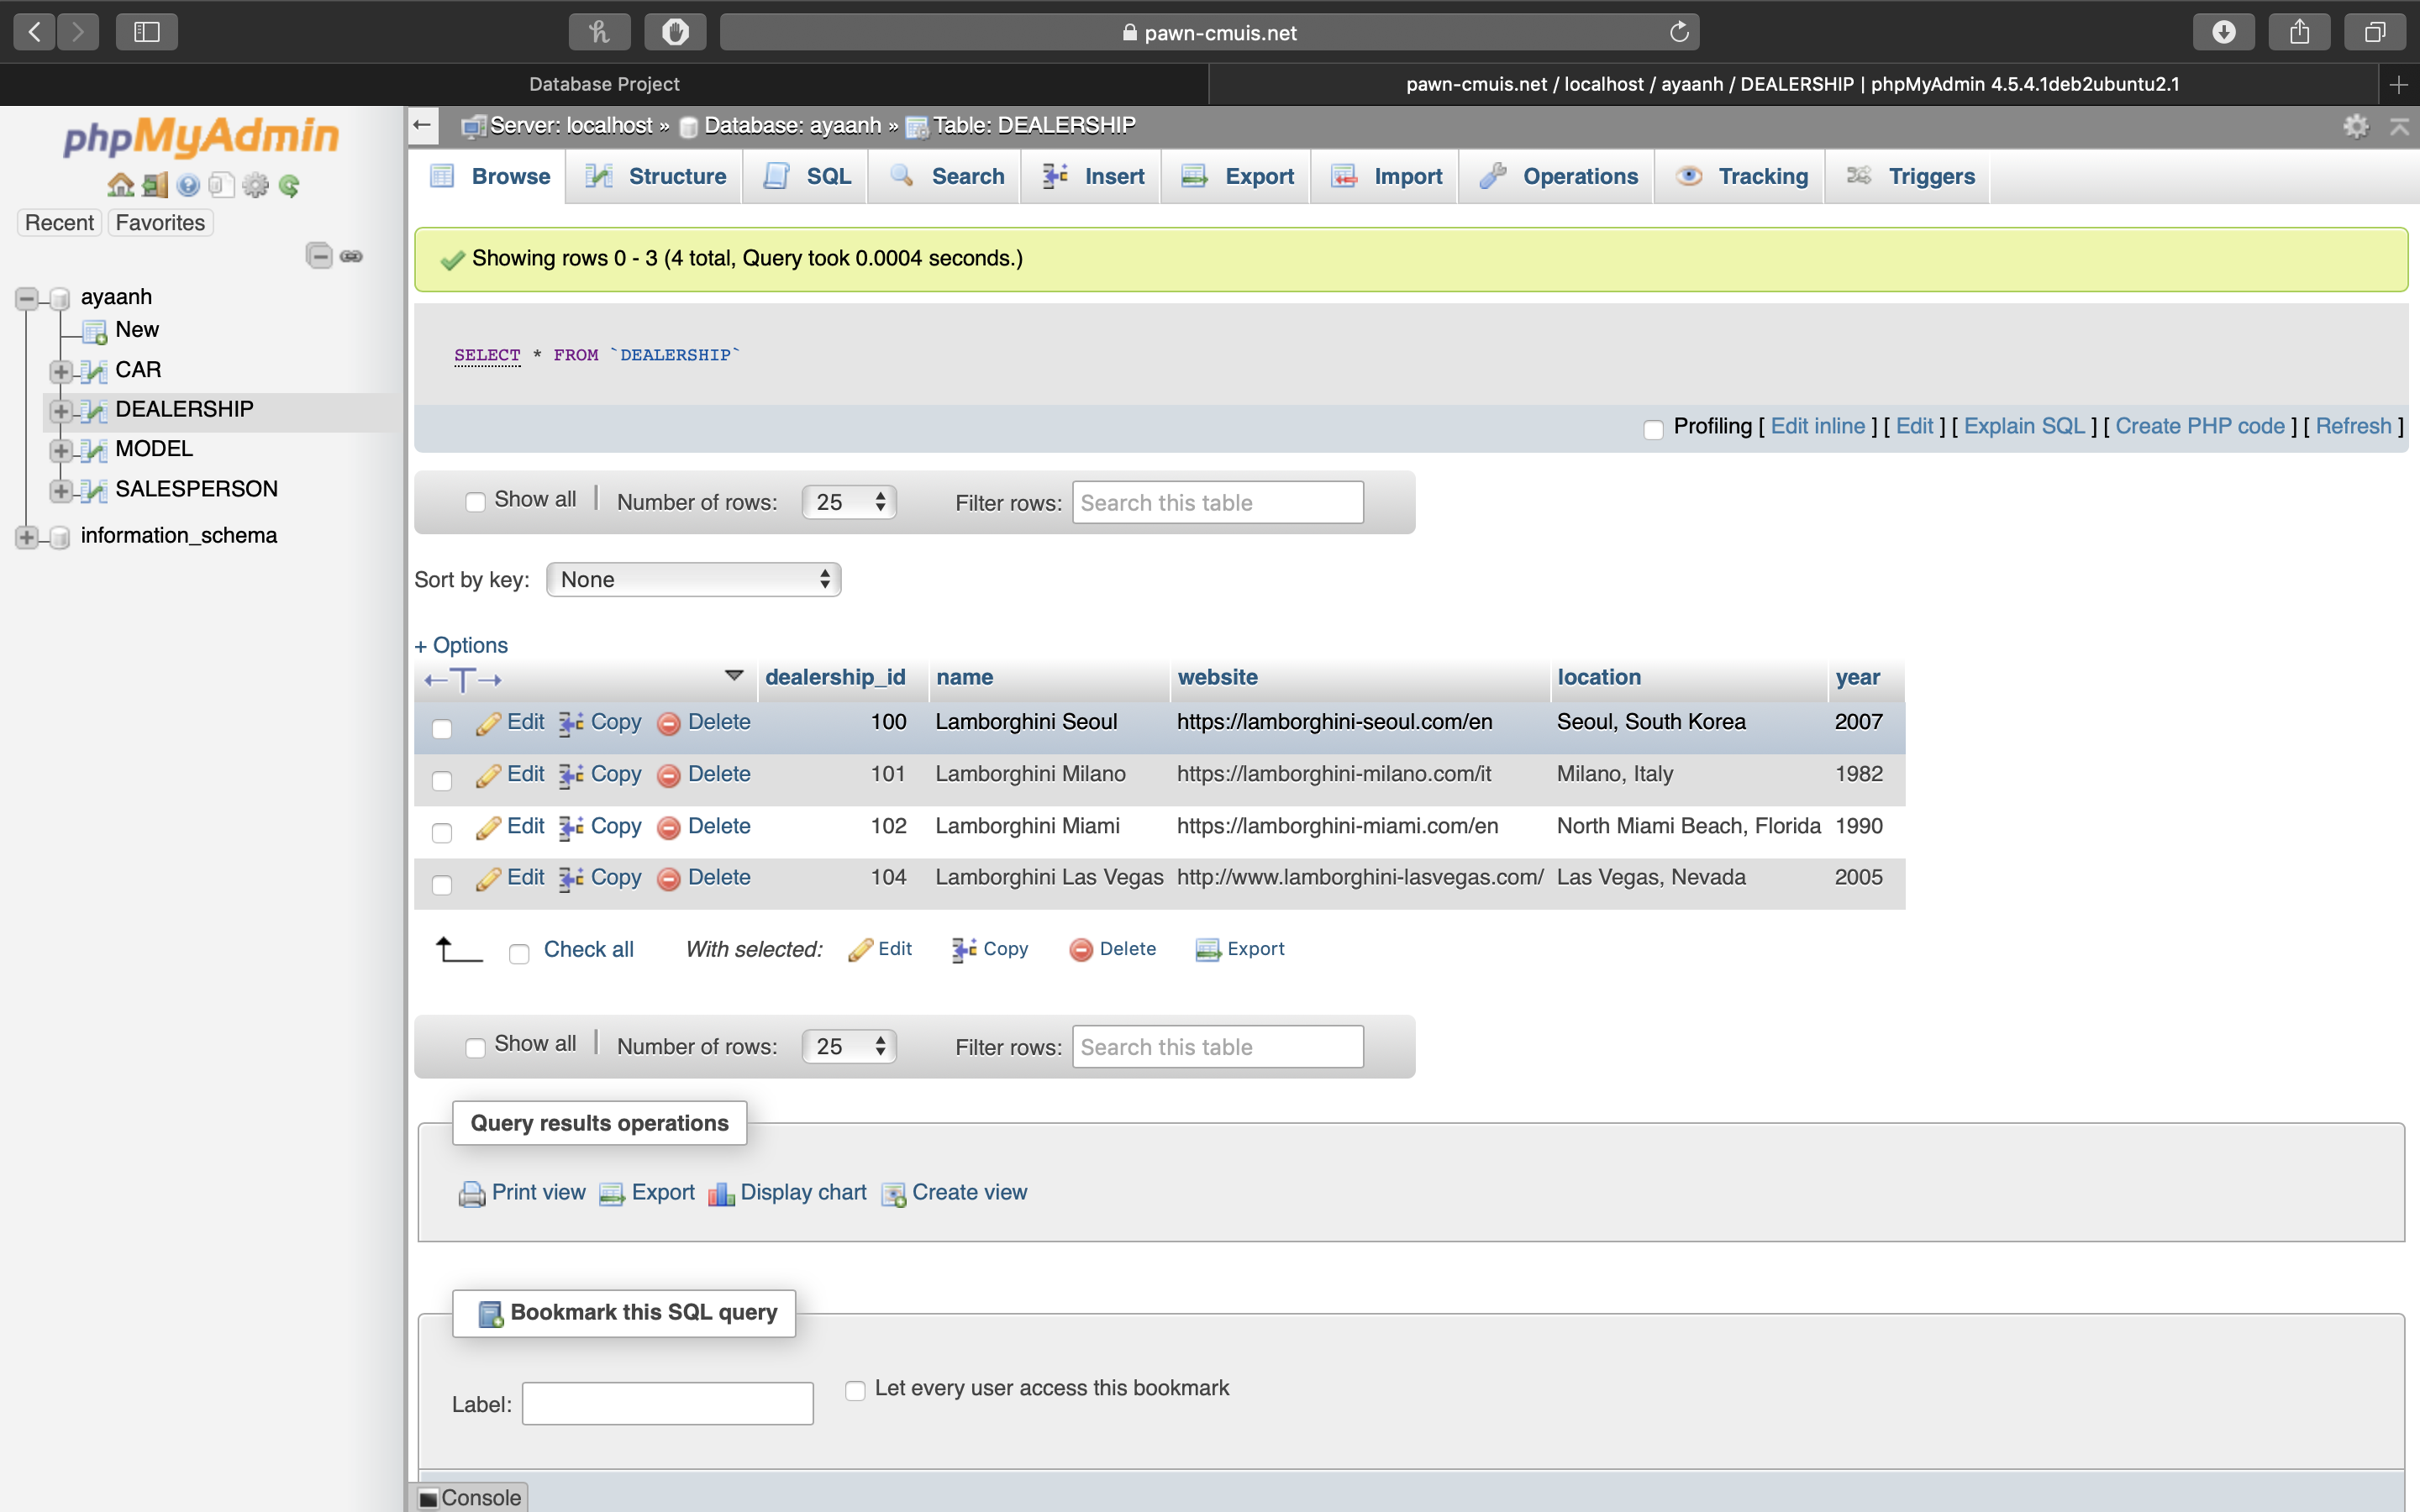 pawn-cmuis.net
Database Project
pawn-cmuis.net / localhost / ayaanh / DEALERSHIP | phpMyAdmin 4.5.4.1deb2ubuntu2.1
phpMyAdmin
Recent Favorites
ayaanh
New
CAR
DEALERSHIP
MODEL
SALESPERSON
information_schema
Server: localhost » Database: ayaanh » Table: DEALERSHIP
Browse Structure SQL Search Insert Export Import Operations Tracking Triggers
Showing rows 0 - 3 (4 total, Query took 0.0004 seconds.)
SELECT * FROM `DEALERSHIP`
Profiling [ Edit inline ] [ Edit ] [ Explain SQL ] [ Create PHP code ] [ Refresh ]
Show all | Number of rows: 25 Filter rows: Search this table
Sort by key: None
+ Options
←T→ dealership_id name website location year
Edit Copy Delete 100 Lamborghini Seoul https://lamborghini-seoul.com/en Seoul, South Korea 2007
Edit Copy Delete 101 Lamborghini Milano https://lamborghini-milano.com/it Milano, Italy 1982
Edit Copy Delete 102 Lamborghini Miami https://lamborghini-miami.com/en North Miami Beach, Florida 1990
Edit Copy Delete 104 Lamborghini Las Vegas http://www.lamborghini-lasvegas.com/ Las Vegas, Nevada 2005
Check all With selected: Edit Copy Delete Export
Show all | Number of rows: 25 Filter rows: Search this table
Query results operations
Print view Export Display chart Create view
Bookmark this SQL query
Label: Let every user access this bookmark
Console